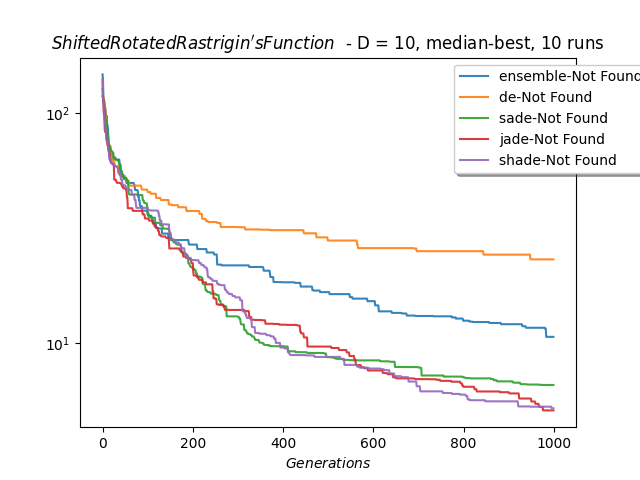 ShiftedRotatedRastrigin'sFunction - D = 10, median-best, 10 runs
ensemble-Not Found
de-Not Found
sade-Not Found
jade-Not Found
shade-Not Found
10²
10¹
0 200 400 600 800 1000
Generations